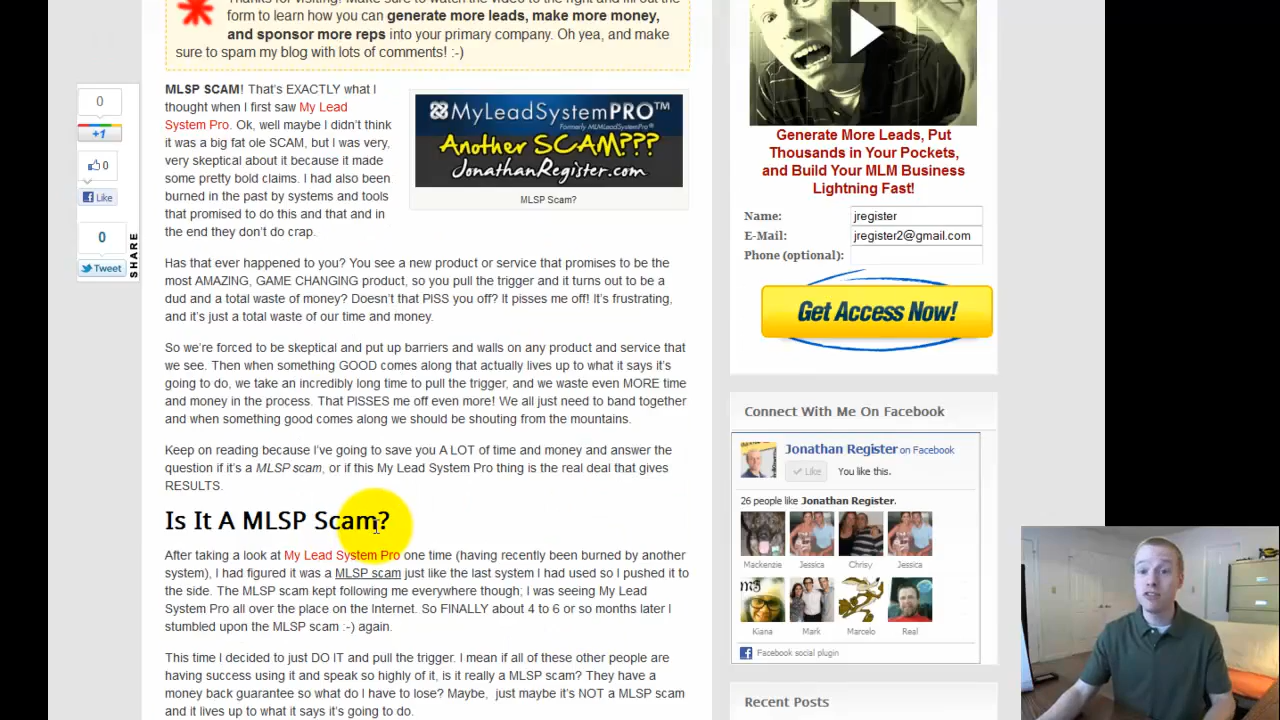 Thanks for visiting! Make sure to watch the video to the right and fill out the
form to learn how you can generate more leads, make more money,
and sponsor more reps into your primary company. Oh yea, and make
sure to spam my blog with lots of comments! :-)
0
+1
0
Like
0
Tweet
SHARE
MLSP SCAM! That's EXACTLY what I
thought when I first saw My Lead
System Pro. Ok, well maybe I didn't think
it was a big fat ole SCAM, but I was very,
very skeptical about it because it made
some pretty bold claims. I had also been
burned in the past by systems and tools
that promised to do this and that and in
the end they don't do crap.
MyLeadSystemPRO™
Formerly MLMLeadSystemPro®
Another SCAM???
JonathanRegister.com
MLSP Scam?
Has that ever happened to you? You see a new product or service that promises to be the
most AMAZING, GAME CHANGING product, so you pull the trigger and it turns out to be a
dud and a total waste of money? Doesn't that PISS you off? It pisses me off! It's frustrating,
and it's just a total waste of our time and money.
So we're forced to be skeptical and put up barriers and walls on any product and service that
we see. Then when something GOOD comes along that actually lives up to what it says it's
going to do, we take an incredibly long time to pull the trigger, and we waste even MORE time
and money in the process. That PISSES me off even more! We all just need to band together
and when something good comes along we should be shouting from the mountains.
Keep on reading because I've going to save you A LOT of time and money and answer the
question if it's a MLSP scam, or if this My Lead System Pro thing is the real deal that gives
RESULTS.
Is It A MLSP Scam?
After taking a look at My Lead System Pro one time (having recently been burned by another
system), I had figured it was a MLSP scam just like the last system I had used so I pushed it to
the side. The MLSP scam kept following me everywhere though; I was seeing My Lead
System Pro all over the place on the Internet. So FINALLY about 4 to 6 or so months later I
stumbled upon the MLSP scam :-) again.
This time I decided to just DO IT and pull the trigger. I mean if all of these other people are
having success using it and speak so highly of it, is it really a MLSP scam? They have a
money back guarantee so what do I have to lose? Maybe, just maybe it's NOT a MLSP scam
and it lives up to what it says it's going to do.
Generate More Leads, Put
Thousands in Your Pockets,
and Build Your MLM Business
Lightning Fast!
Name: jregister
E-Mail: jregister2@gmail.com
Phone (optional):
Get Access Now!
Connect With Me On Facebook
Jonathan Register on Facebook
Like You like this.
26 people like Jonathan Register.
Mackenzie Jessica Chrisy Jessica
Kiana Mark Marcelo Real
Facebook social plugin
Recent Posts